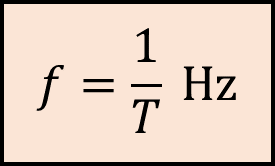 f = 1/T Hz